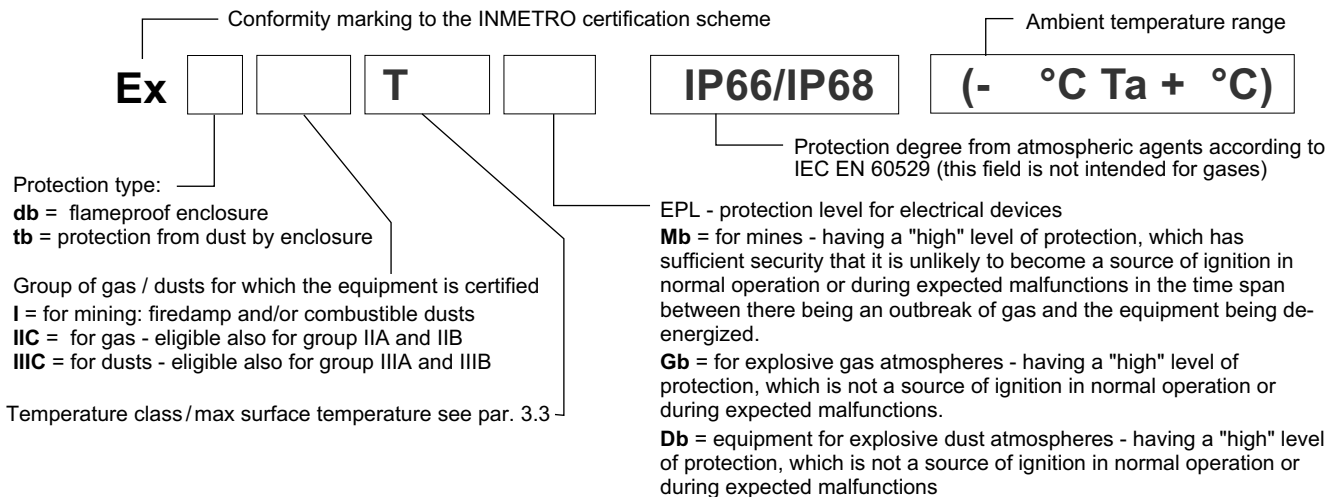 Conformity marking to the INMETRO certification scheme
Ambient temperature range
Ex T IP66/IP68 (- °C Ta + °C)
Protection degree from atmospheric agents according to
IEC EN 60529 (this field is not intended for gases)
Protection type:
db = flameproof enclosure
tb = protection from dust by enclosure
Group of gas / dusts for which the equipment is certified
I = for mining: firedamp and/or combustible dusts
IIC = for gas - eligible also for group IIA and IIB
IIIC = for dusts - eligible also for group IIIA and IIIB
Temperature class/max surface temperature see par. 3.3
EPL - protection level for electrical devices
Mb = for mines - having a "high" level of protection, which has
sufficient security that it is unlikely to become a source of ignition in
normal operation or during expected malfunctions in the time span
between there being an outbreak of gas and the equipment being de-
energized.
Gb = for explosive gas atmospheres - having a "high" level of
protection, which is not a source of ignition in normal operation or
during expected malfunctions.
Db = equipment for explosive dust atmospheres - having a "high" level
of protection, which is not a source of ignition in normal operation or
during expected malfunctions